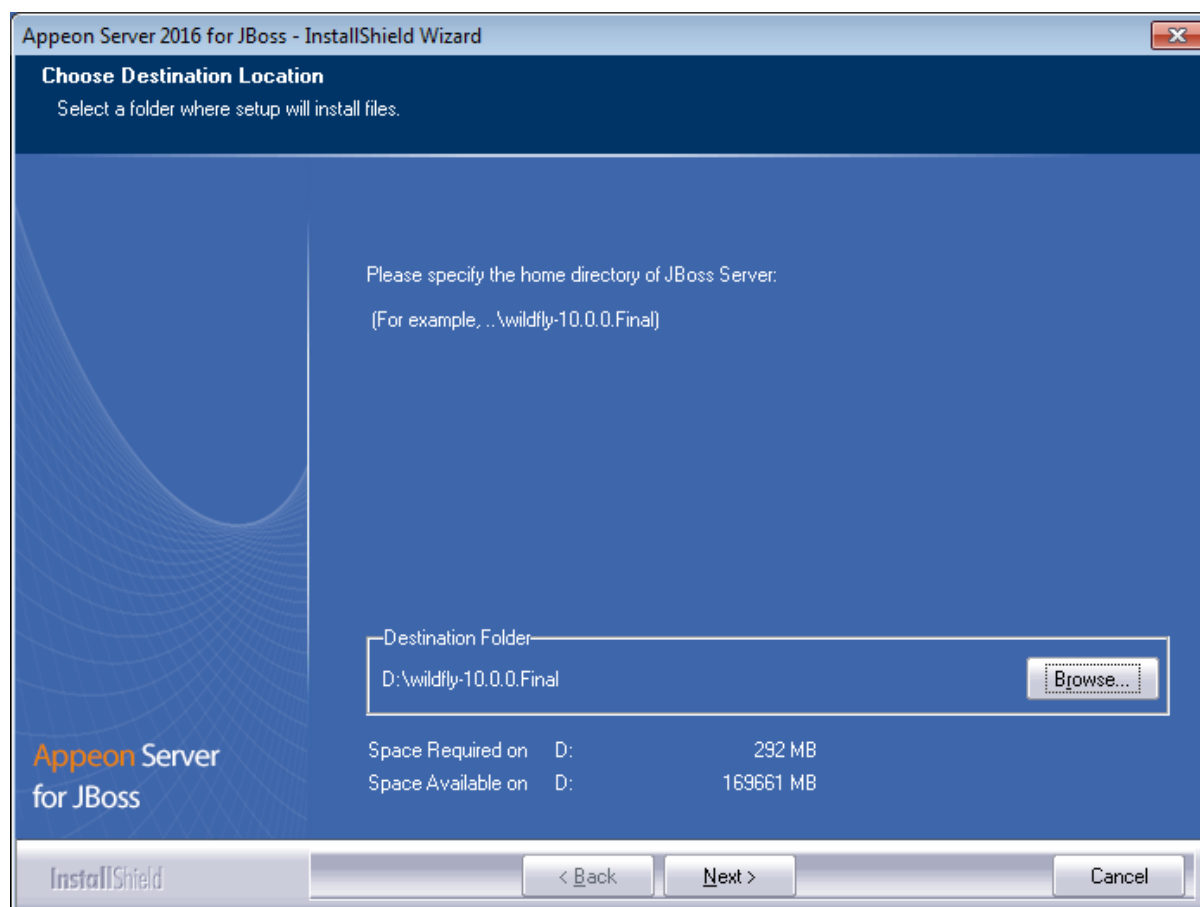 Appeon Server 2016 for JBoss - InstallShield Wizard
Choose Destination Location
Select a folder where setup will install files.
Please specify the home directory of JBoss Server:
(For example, ..\wildfly-10.0.0.Final)
Destination Folder
D:\wildfly-10.0.0.Final
Browse...
Space Required on D: 292 MB
Space Available on D: 169661 MB
Appeon Server
for JBoss
InstallShield
< Back
Next >
Cancel